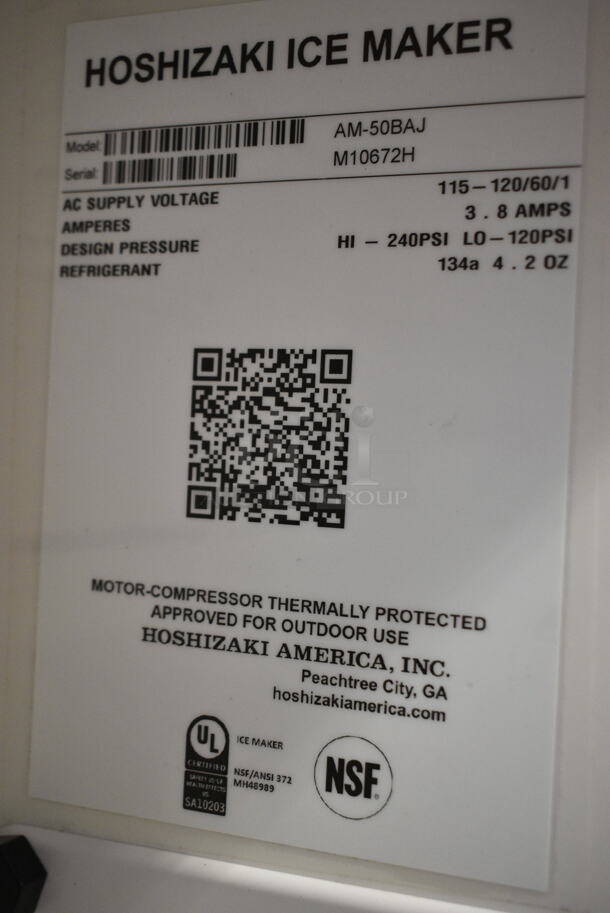 HOSHIZAKI ICE MAKER
Model: AM-50BAJ
Serial: M10672H
AC SUPPLY VOLTAGE 115-120/60/1
AMPERES 3.8 AMPS
DESIGN PRESSURE HI - 240PSI LO-120PSI
REFRIGERANT 134a 4.2 OZ
GROUP
MOTOR-COMPRESSOR THERMALLY PROTECTED
APPROVED FOR OUTDOOR USE
HOSHIZAKI AMERICA, INC.
Peachtree City, GA
hoshizakiamerica.com
UL
CERTIFIED
SA10203
ICE MAKER
NSF/ANSI 372
MH48989
NSF®